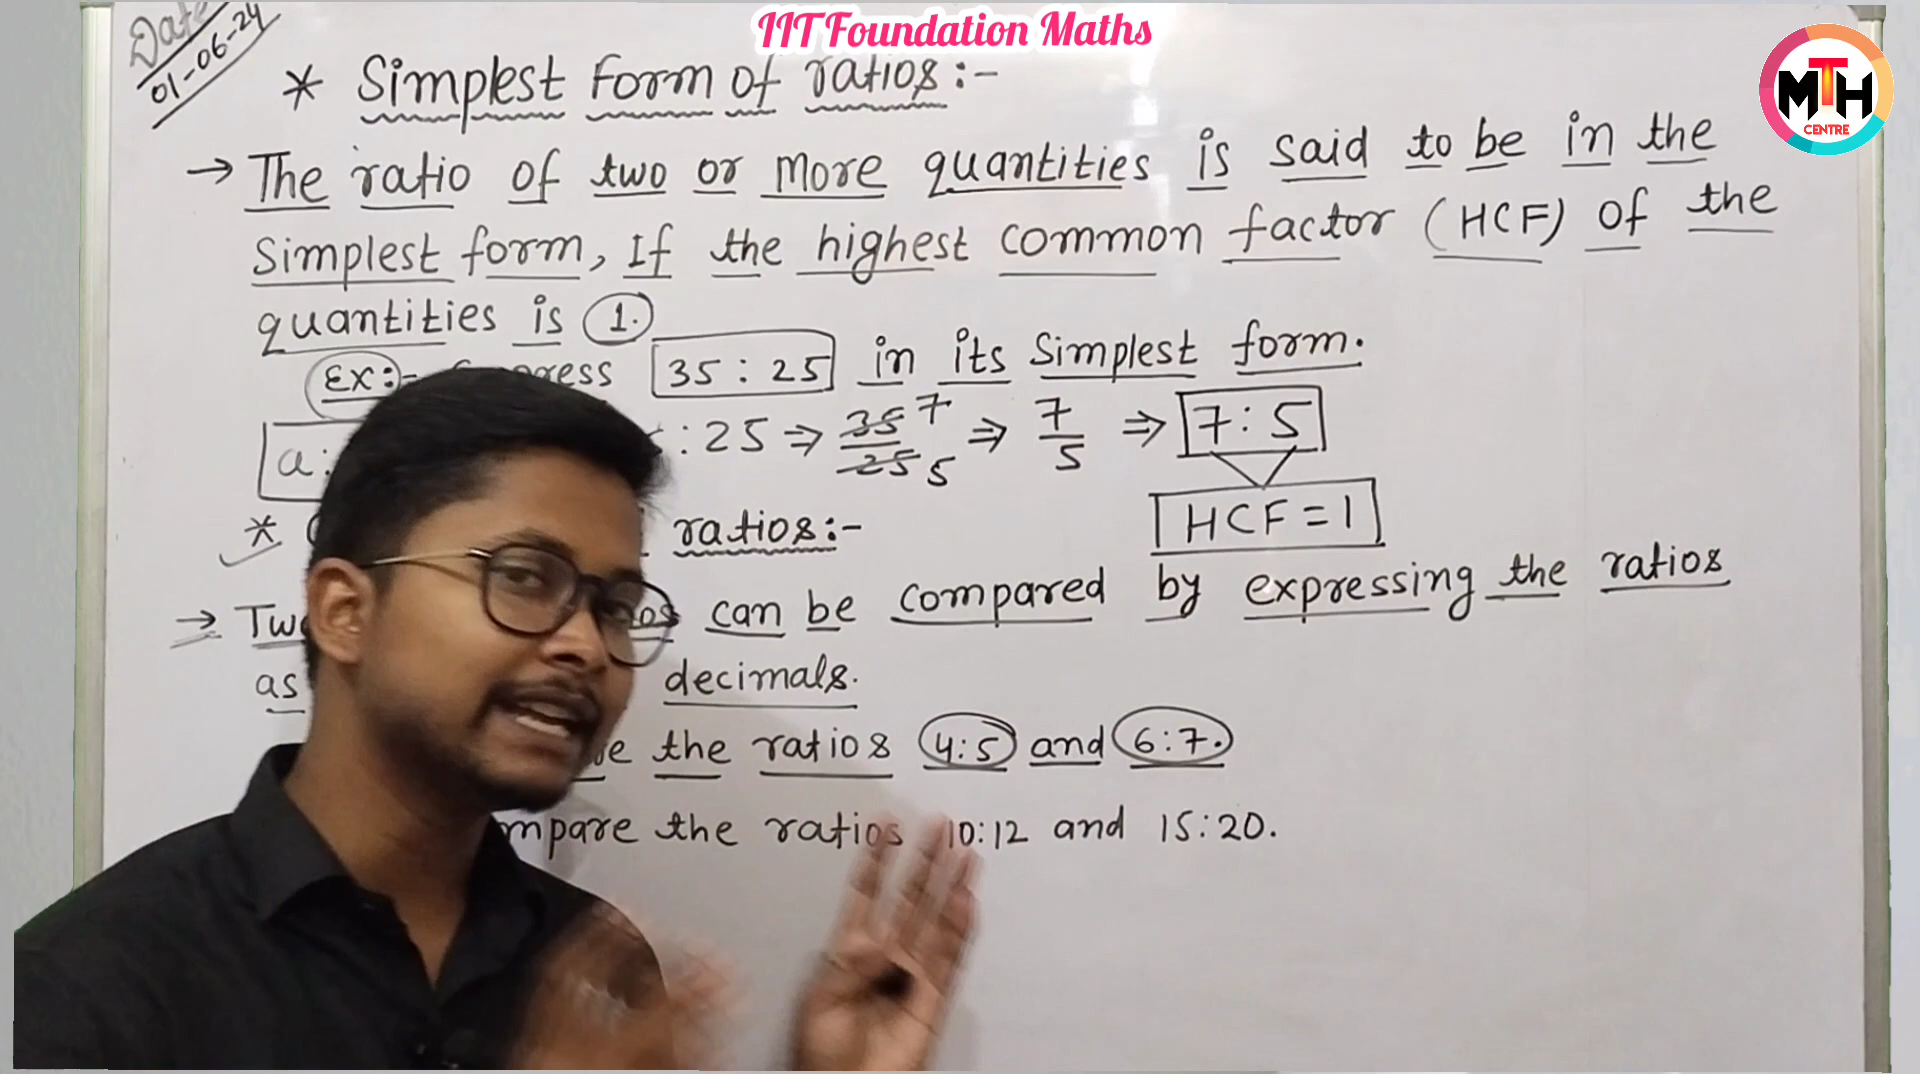 IIT Foundation Maths
MTH
CENTRE
Date
01-06-24
* Simplest form of ratios:-
→ The ratio of two or more quantities is said to be in the
Simplest form, If the highest common factor (HCF) of the
quantities is 1.
Ex:- 35 : 25 in its Simplest form.
a: : 25 ⇒ 35 7 / 25 5 ⇒ 7/5 ⇒ 7 : 5
HCF = 1
* ratios:-
→ can be compared by expressing the ratios
as decimals.
the ratios 4:5 and 6:7.
the ratios 10:12 and 15:20.